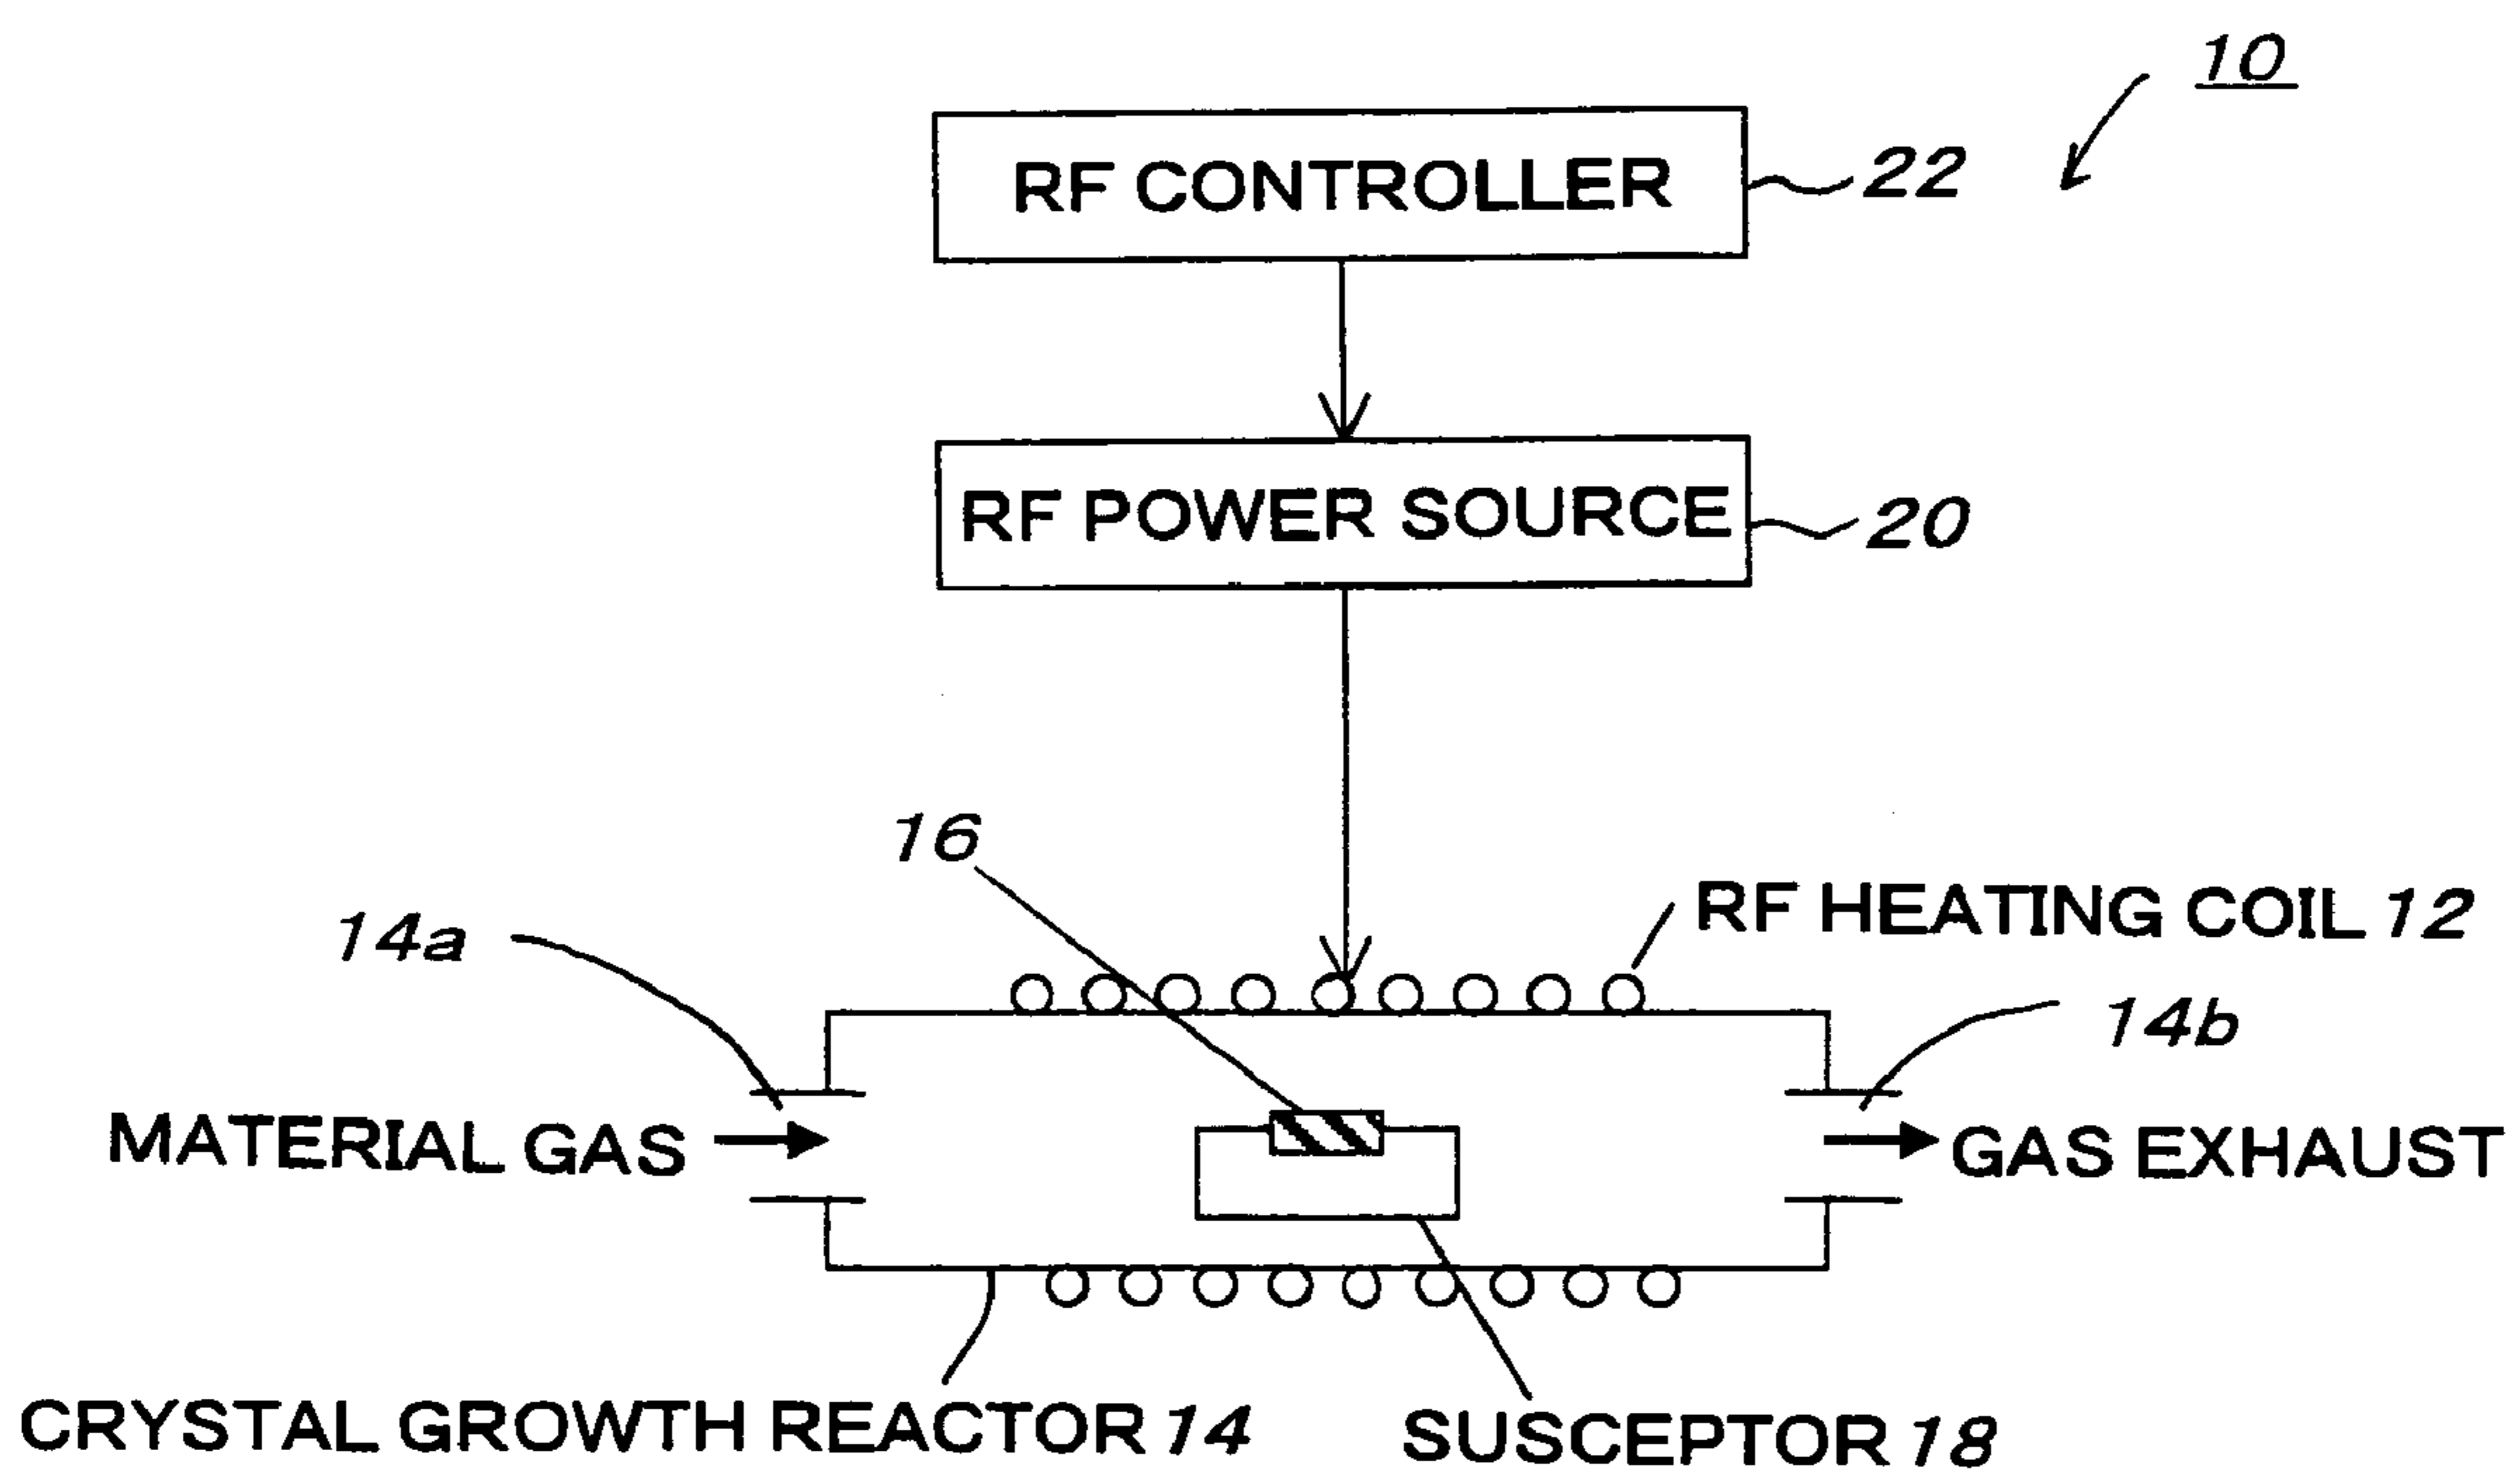 10
RF CONTROLLER
22
RF POWER SOURCE
20
16
14a
RF HEATING COIL 12
14b
MATERIAL GAS
GAS EXHAUST
CRYSTAL GROWTH REACTOR 14
SUSCEPTOR 18